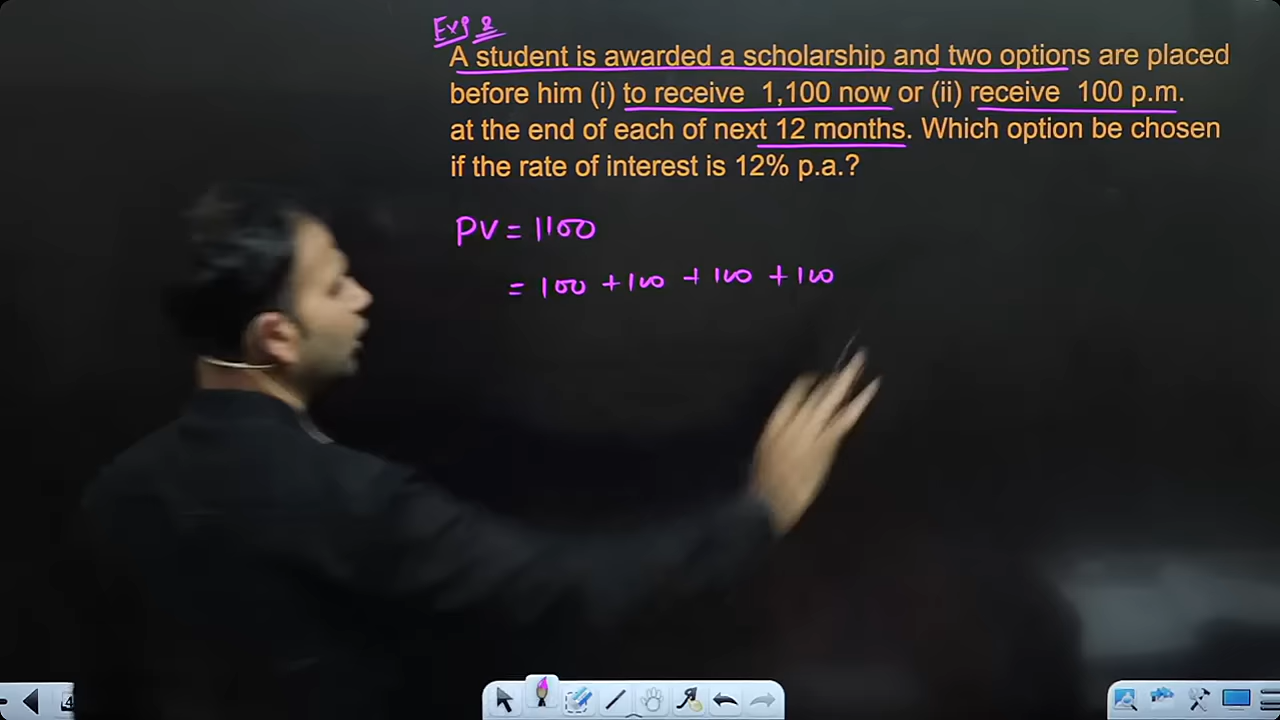 Exp 2
A student is awarded a scholarship and two options are placed
before him (i) to receive 1,100 now or (ii) receive 100 p.m.
at the end of each of next 12 months. Which option be chosen
if the rate of interest is 12% p.a.?
PV = 1100
= 100 + 100 + 100 + 100
4